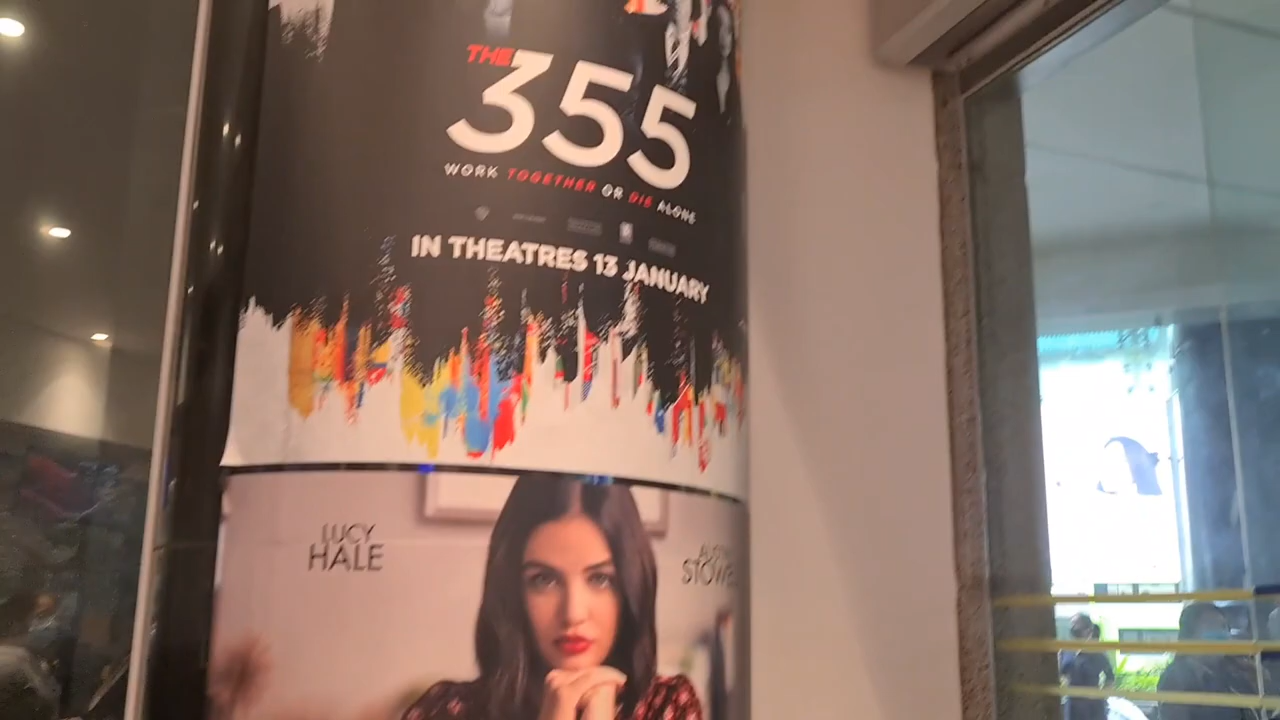 THE
355
WORK TOGETHER OR DIE ALONE
IN THEATRES 13 JANUARY
LUCY
HALE